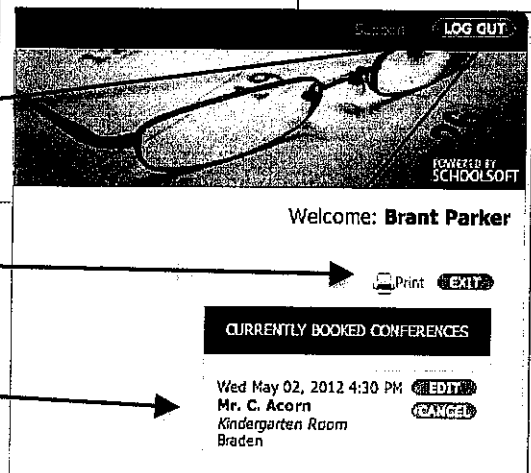 Support LOG OUT
POWERED BY
SCHOOLSOFT
Welcome: Brant Parker
Print EXIT
CURRENTLY BOOKED CONFERENCES
Wed May 02, 2012 4:30 PM EDIT
Mr. C. Acorn CANCEL
Kindergarten Room
Braden